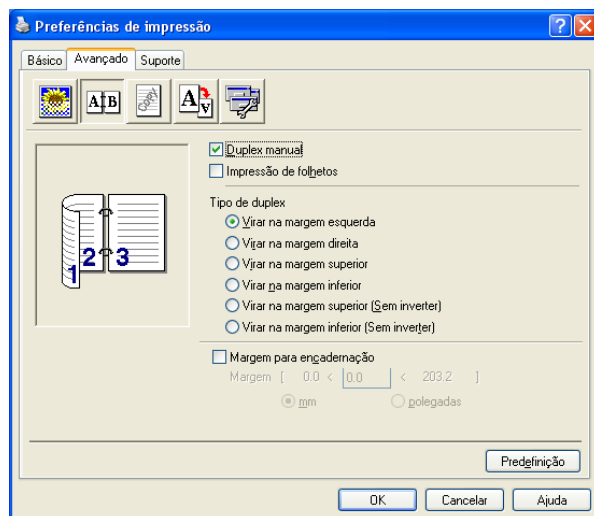 Preferências de impressão
Básico Avançado Suporte
A B A A
1 2 3
Duplex manual
Impressão de folhetos
Tipo de duplex
Virar na margem esquerda
Virar na margem direita
Virar na margem superior
Virar na margem inferior
Virar na margem superior (Sem inverter)
Virar na margem inferior (Sem inverter)
Margem para encadernação
Margem [ 0.0 < 0.0 < 203.2 ]
mm polegadas
Predefinição
OK Cancelar Ajuda